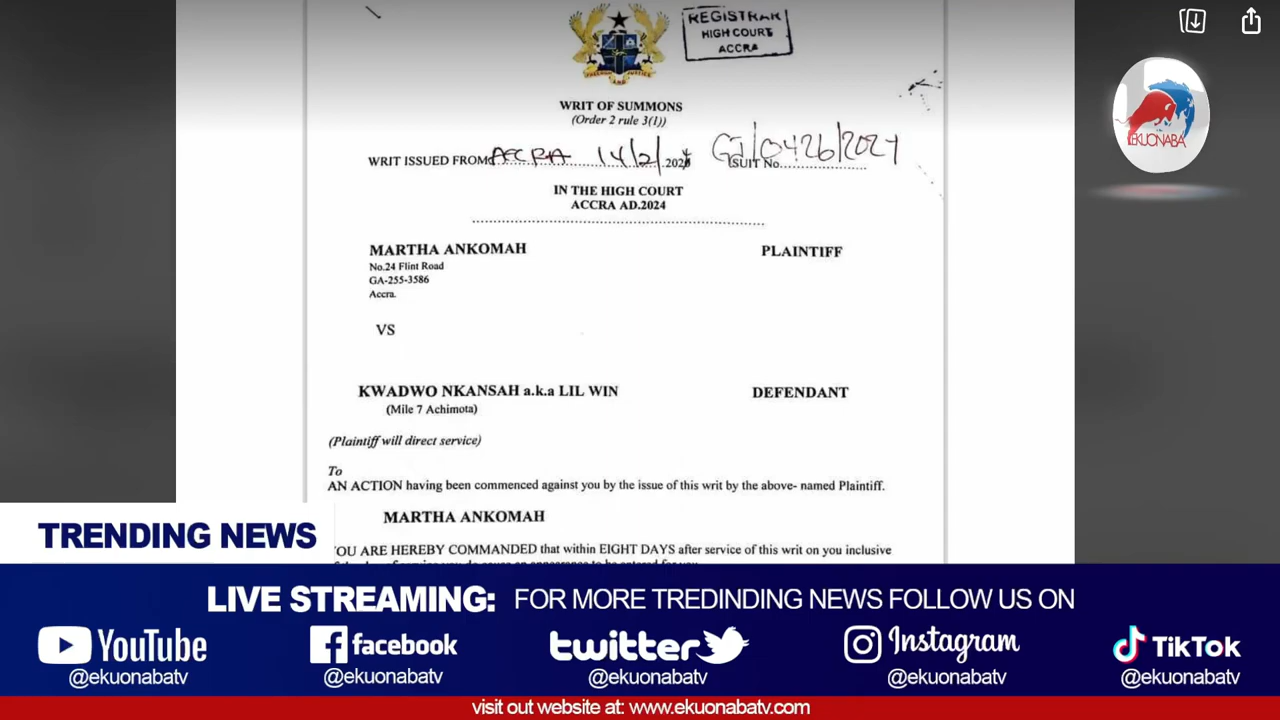 REGISTRAR
HIGH COURT
ACCRA
FREEDOM AND JUSTICE
EKUONABA
WRIT OF SUMMONS
(Order 2 rule 3(1))
WRIT ISSUED FROM ACCRA 14/2/2024 SUIT No. GJ/0426/2024
IN THE HIGH COURT
ACCRA AD.2024
MARTHA ANKOMAH PLAINTIFF
No.24 Flint Road
GA-255-3586
Accra.
VS
KWADWO NKANSAH a.k.a LIL WIN DEFENDANT
(Mile 7 Achimota)
(Plaintiff will direct service)
To
AN ACTION having been commenced against you by the issue of this writ by the above- named Plaintiff.
MARTHA ANKOMAH
YOU ARE HEREBY COMMANDED that within EIGHT DAYS after service of this writ on you inclusive
TRENDING NEWS
LIVE STREAMING: FOR MORE TREDINDING NEWS FOLLOW US ON
YouTube facebook twitter Instagram TikTok
@ekuonabatv @ekuonabatv @ekuonabatv @ekuonabatv @ekuonabatv
visit out website at: www.ekuonabatv.com